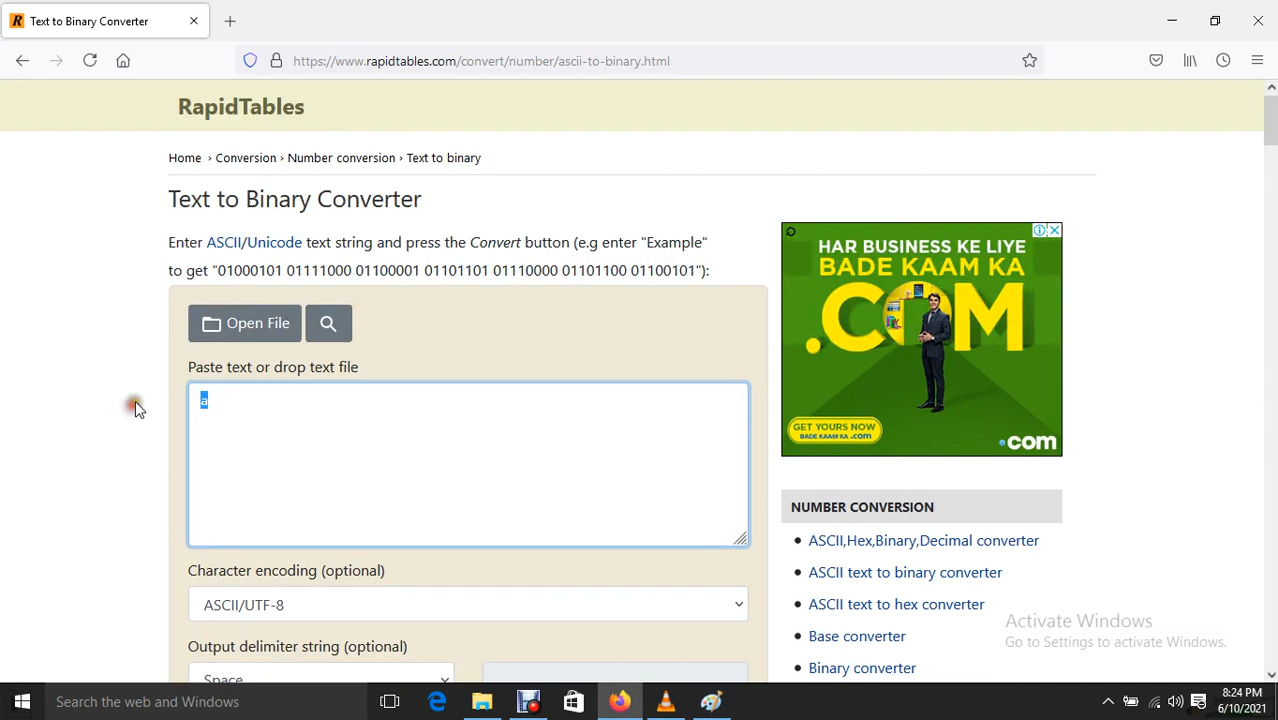 Text to Binary Converter
https://www.rapidtables.com/convert/number/ascii-to-binary.html
RapidTables
Home › Conversion › Number conversion › Text to binary
Text to Binary Converter
Enter ASCII/Unicode text string and press the Convert button (e.g enter "Example"
to get "01000101 01111000 01100001 01101101 01110000 01101100 01100101"):
Open File
Paste text or drop text file
a
Character encoding (optional)
ASCII/UTF-8
Output delimiter string (optional)
Space
HAR BUSINESS KE LIYE
BADE KAAM KA
.COM
GET YOURS NOW
BADE KAAM KA .com
.com
NUMBER CONVERSION
ASCII,Hex,Binary,Decimal converter
ASCII text to binary converter
ASCII text to hex converter
Base converter
Binary converter
Activate Windows
Go to Settings to activate Windows.
Search the web and Windows
8:24 PM
6/10/2021